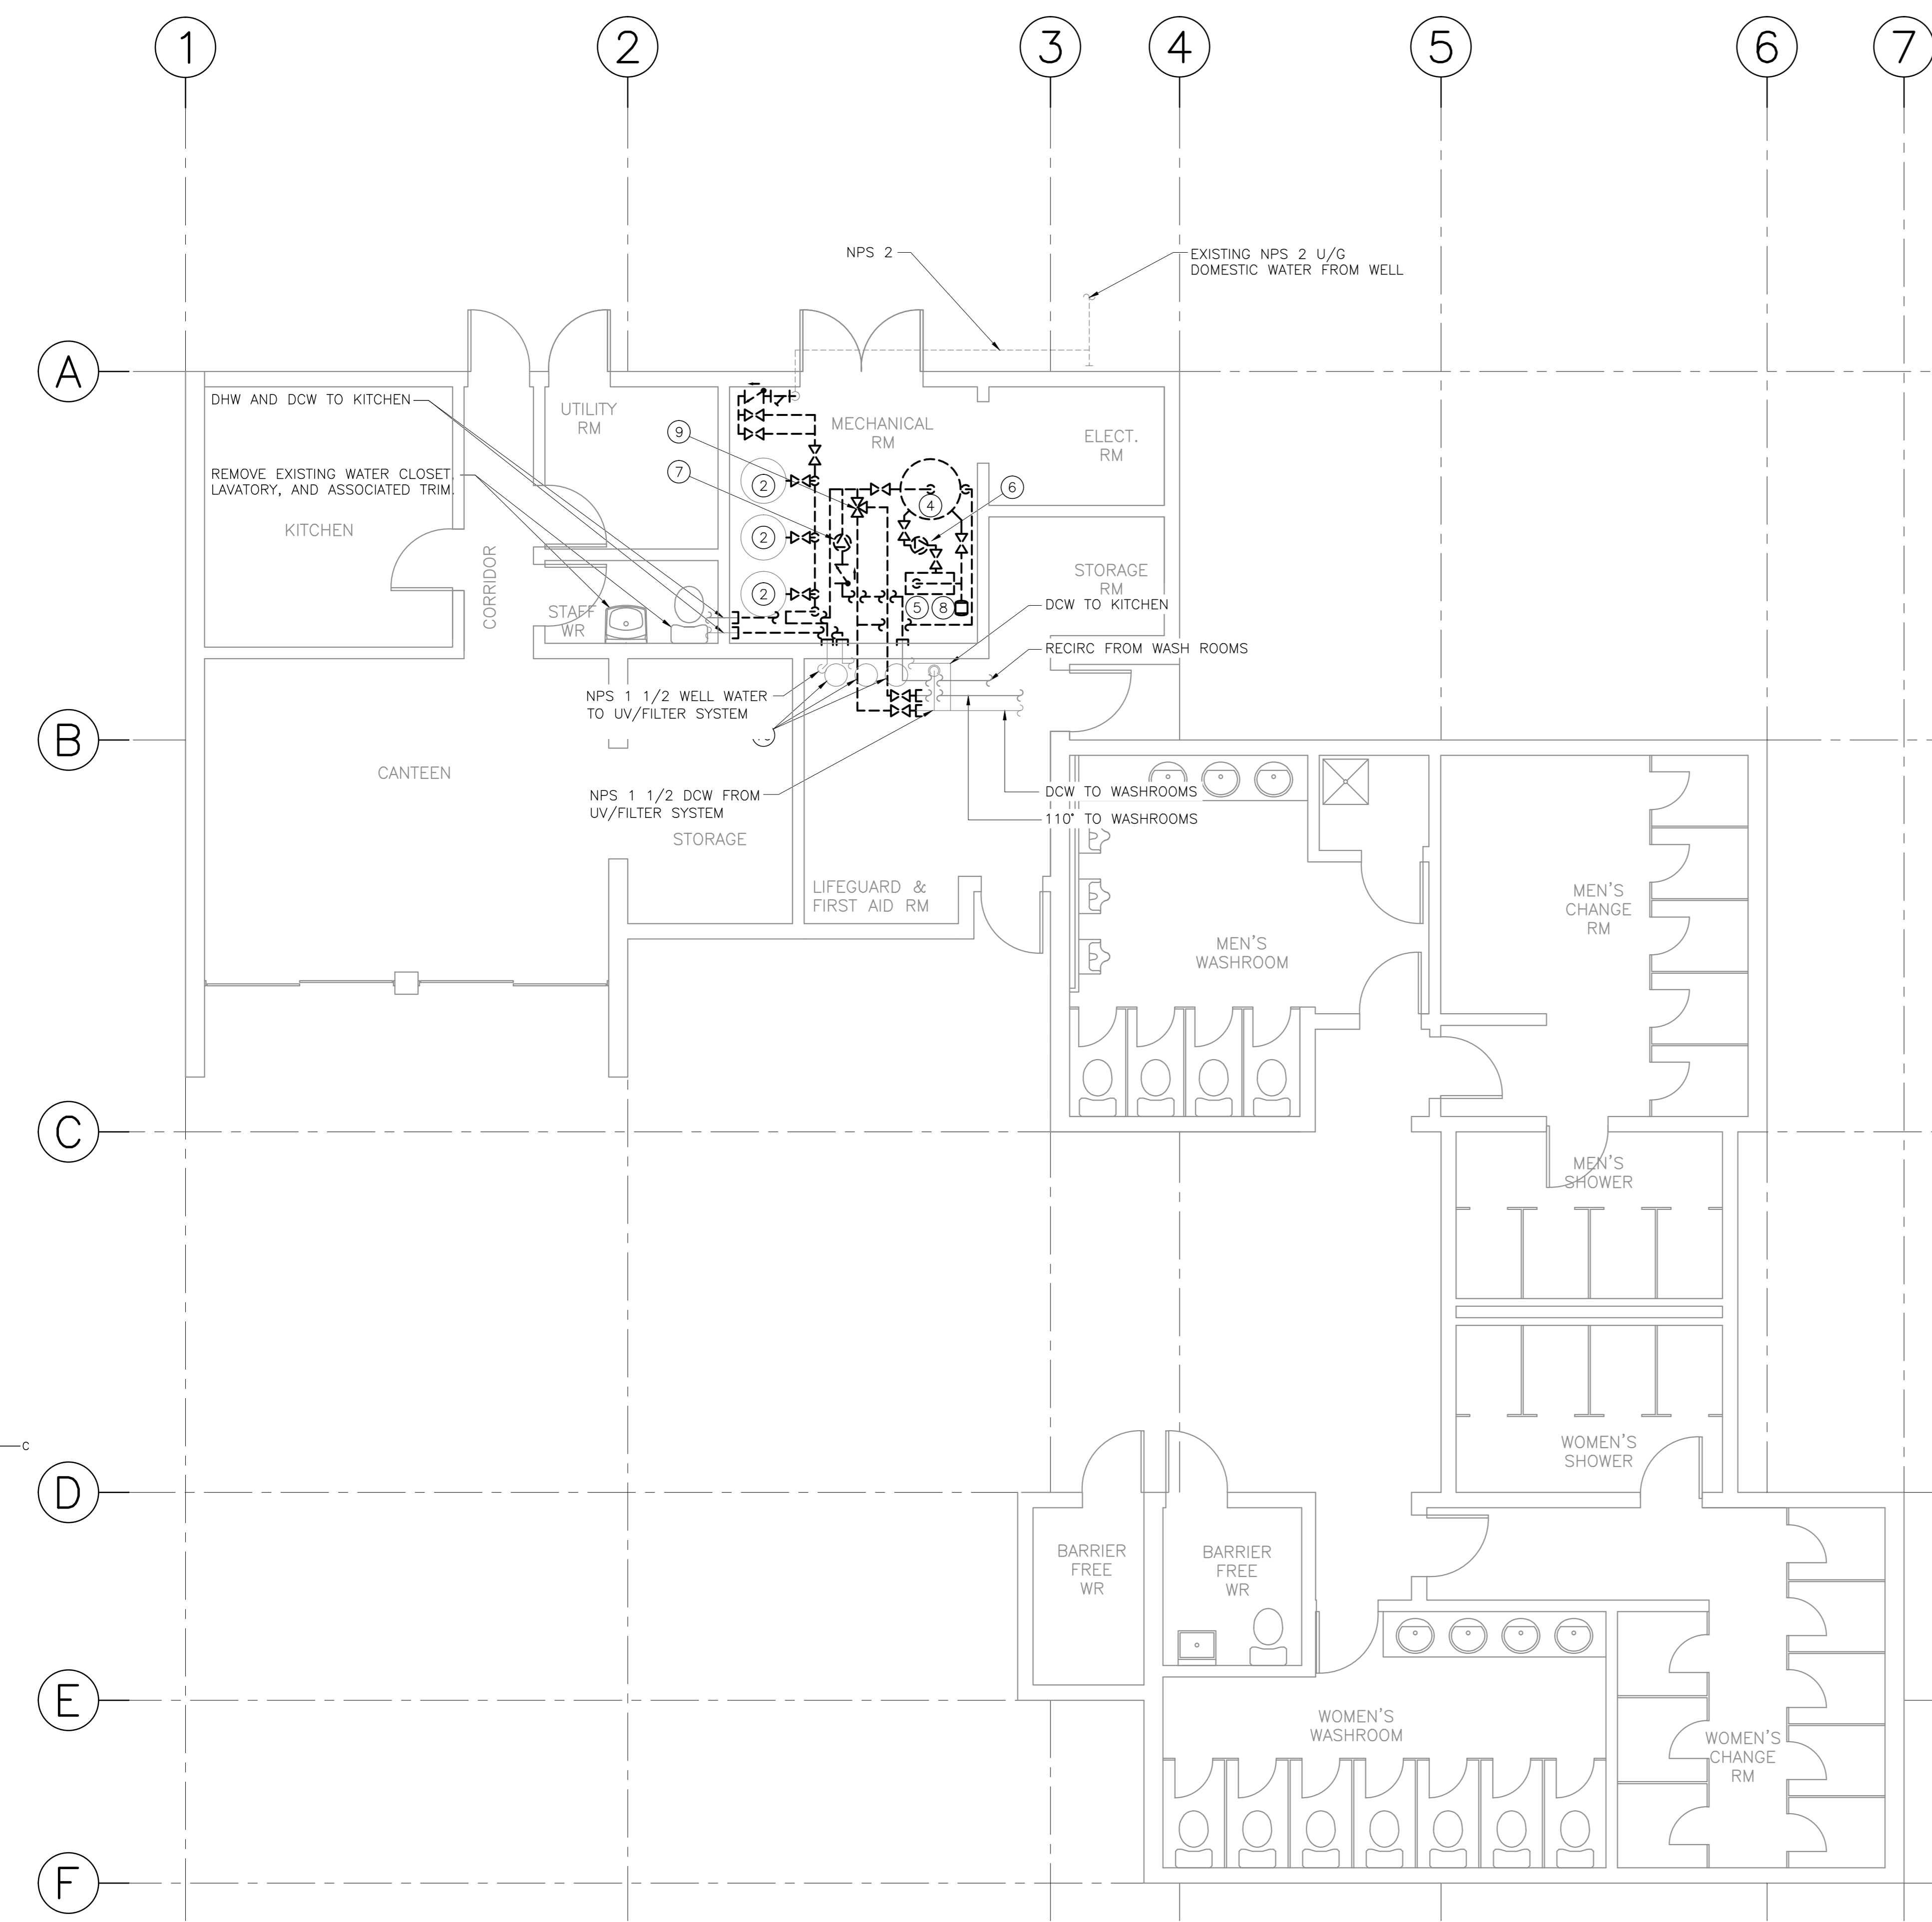 1
2
3
4
5
6
7
NPS 2
EXISTING NPS 2 U/G
DOMESTIC WATER FROM WELL
A
DHW AND DCW TO KITCHEN
UTILITY
RM
MECHANICAL
RM
ELECT.
RM
9
7
REMOVE EXISTING WATER CLOSET,
LAVATORY, AND ASSOCIATED TRIM.
2
4
6
KITCHEN
2
CORRIDOR
STORAGE
RM
2
5
8
DCW TO KITCHEN
STAFF
WR
RECIRC FROM WASH ROOMS
NPS 1 1/2 WELL WATER
TO UV/FILTER SYSTEM
B
CANTEEN
NPS 1 1/2 DCW FROM
UV/FILTER SYSTEM
DCW TO WASHROOMS
110° TO WASHROOMS
STORAGE
LIFEGUARD &
FIRST AID RM
MEN'S
CHANGE
RM
MEN'S
WASHROOM
C
MEN'S
SHOWER
C
WOMEN'S
SHOWER
D
BARRIER
FREE
WR
BARRIER
FREE
WR
E
WOMEN'S
WASHROOM
WOMEN'S
CHANGE
RM
F